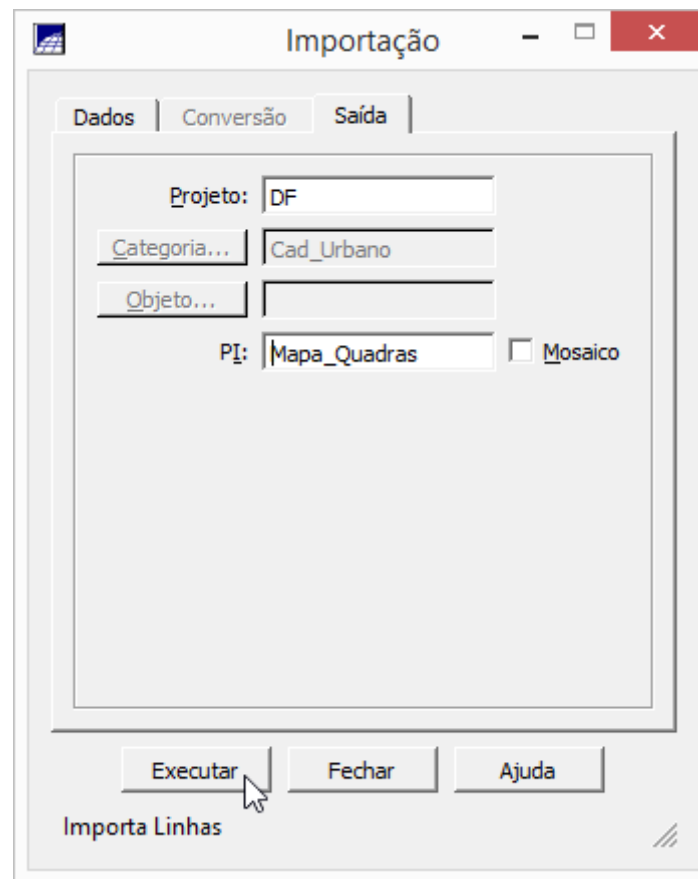 Importação
Dados Conversão Saída
Projeto: DF
Categoria... Cad_Urbano
Objeto...
PI: Mapa_Quadras Mosaico
Executar Fechar Ajuda
Importa Linhas